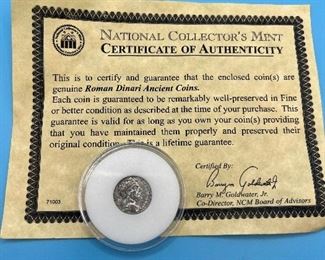 NATIONAL COLLECTOR'S MINT
CERTIFICATE OF AUTHENTICITY
This is to certify and guarantee that the enclosed coin(s) are
genuine Roman Dinari Ancient Coins.
Each coin is guaranteed to be remarkably well-preserved in Fine
or better condition as described at the time of your purchase. This
guarantee is valid for as long as you own your coin(s) providing
that you have maintained them properly and preserved their
original condition. This is a lifetime guarantee.
Certified By:
Barry M. Goldwater, Jr.
71003
Co-Director, NCM Board of Advisors